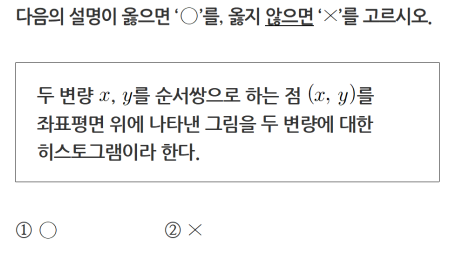 다음의 설명이 옳으면 ‘○’를, 옳지 않으면 ‘×’를 고르시오.
두 변량 x, y를 순서쌍으로 하는 점 (x, y)를
좌표평면 위에 나타낸 그림을 두 변량에 대한
히스토그램이라 한다.
① ○ ② ×